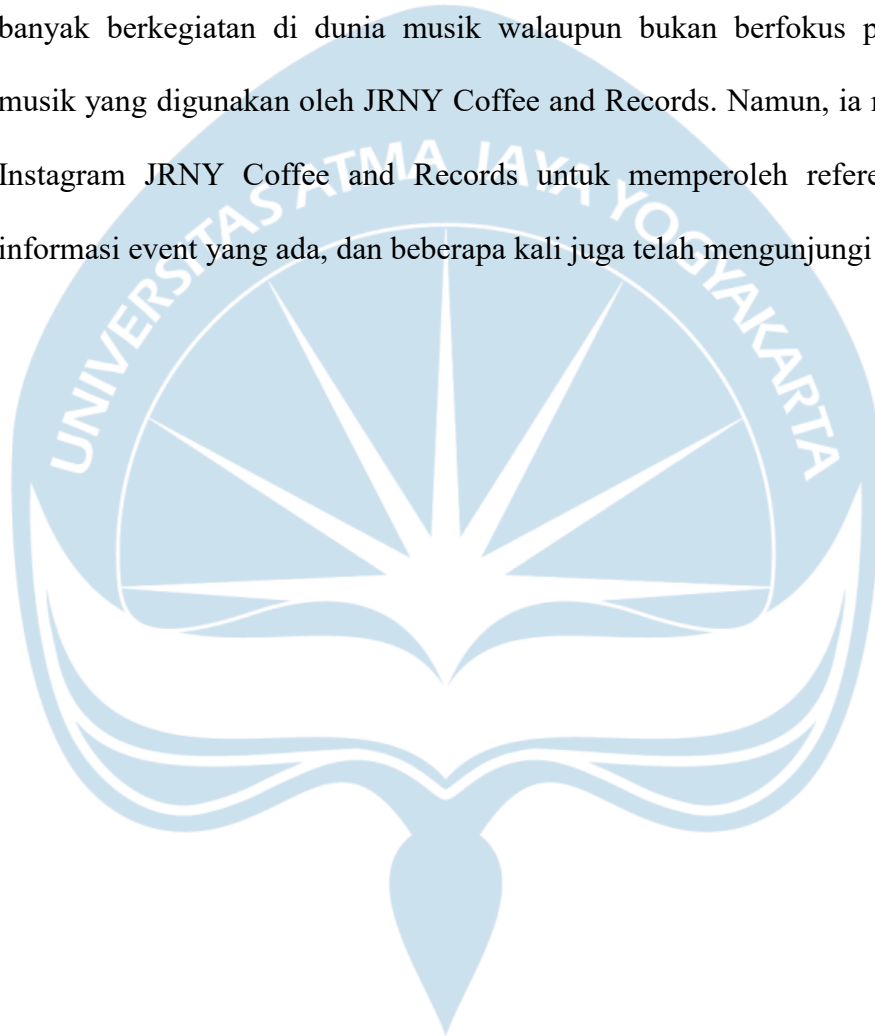 banyak berkegiatan di dunia musik walaupun bukan berfokus
musik yang digunakan oleh JRNY Coffee and Records. Namun, ia
Instagram JRNY Coffee and Records untuk memperoleh
informasi event yang ada, dan beberapa kali juga telah mengunjungi
UNIVERSITAS ATMA JAYA YOGYAKARTA